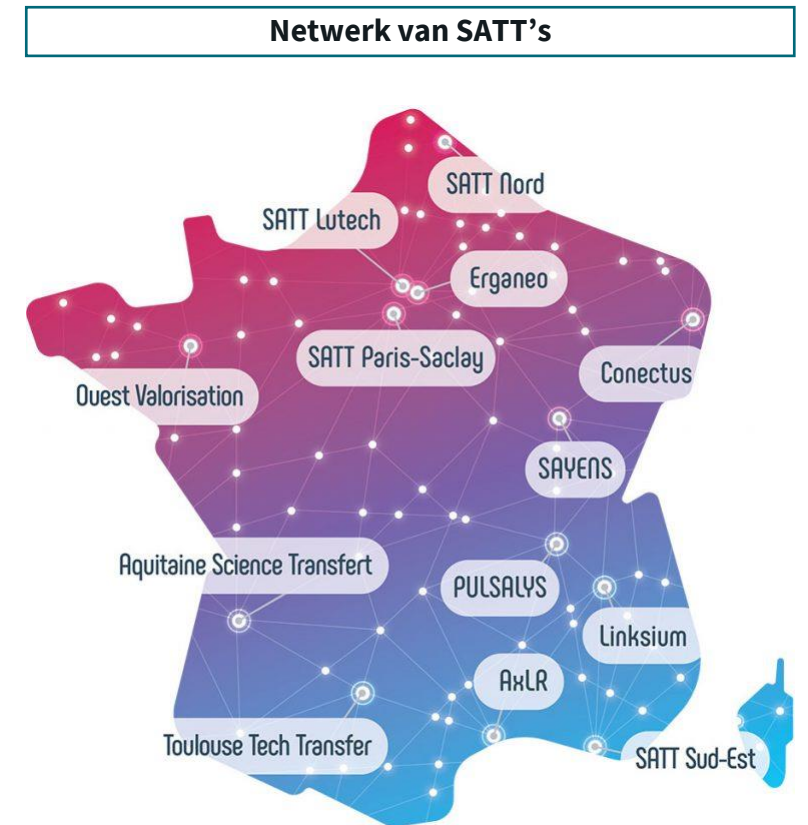 Netwerk van SATT’s
SATT Nord
SATT Lutech
Erganeo
SATT Paris-Saclay
Conectus
Ouest Valorisation
SAYENS
Aquitaine Science Transfert
PULSALYS
Linksium
AxLR
Toulouse Tech Transfer
SATT Sud-Est